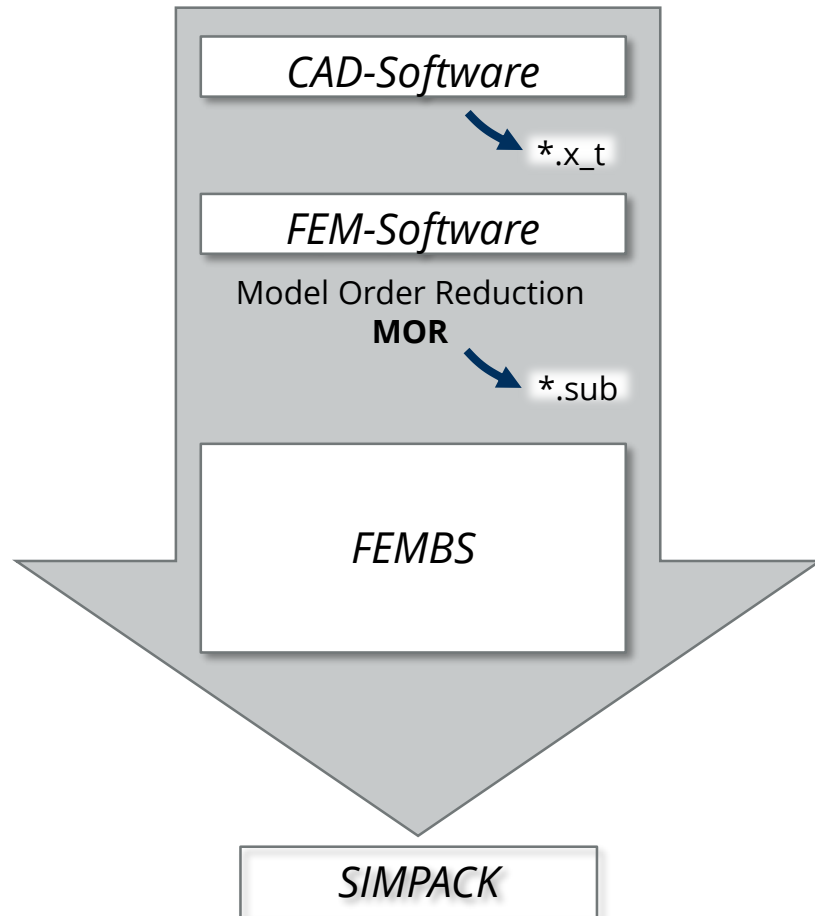 CAD-Software
*.x_t
FEM-Software
Model Order Reduction
MOR
*.sub
FEMBS
SIMPACK